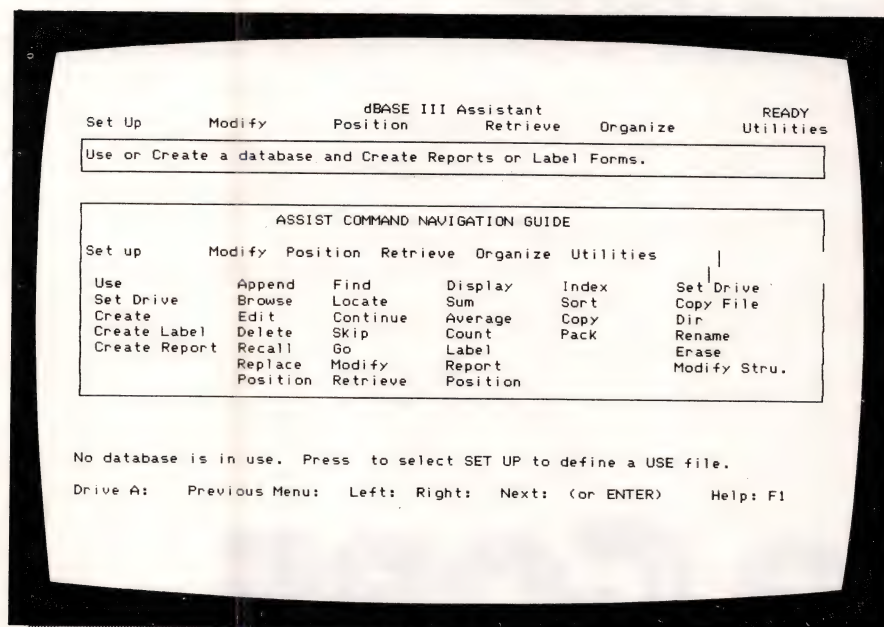 dBASE III Assistant READY
Set Up Modify Position Retrieve Organize Utilities
Use or Create a database and Create Reports or Label Forms.
ASSIST COMMAND NAVIGATION GUIDE
Set up Modify Position Retrieve Organize Utilities
Use Append Find Display Index Set Drive
Set Drive Browse Locate Sum Sort Copy File
Create Edit Continue Average Copy Dir
Create Label Delete Skip Count Pack Rename
Create Report Recall Go Label Erase
Replace Modify Report Modify Stru.
Position Retrieve Position
No database is in use. Press to select SET UP to define a USE file.
Drive A: Previous Menu: Left: Right: Next: (or ENTER) Help: F1